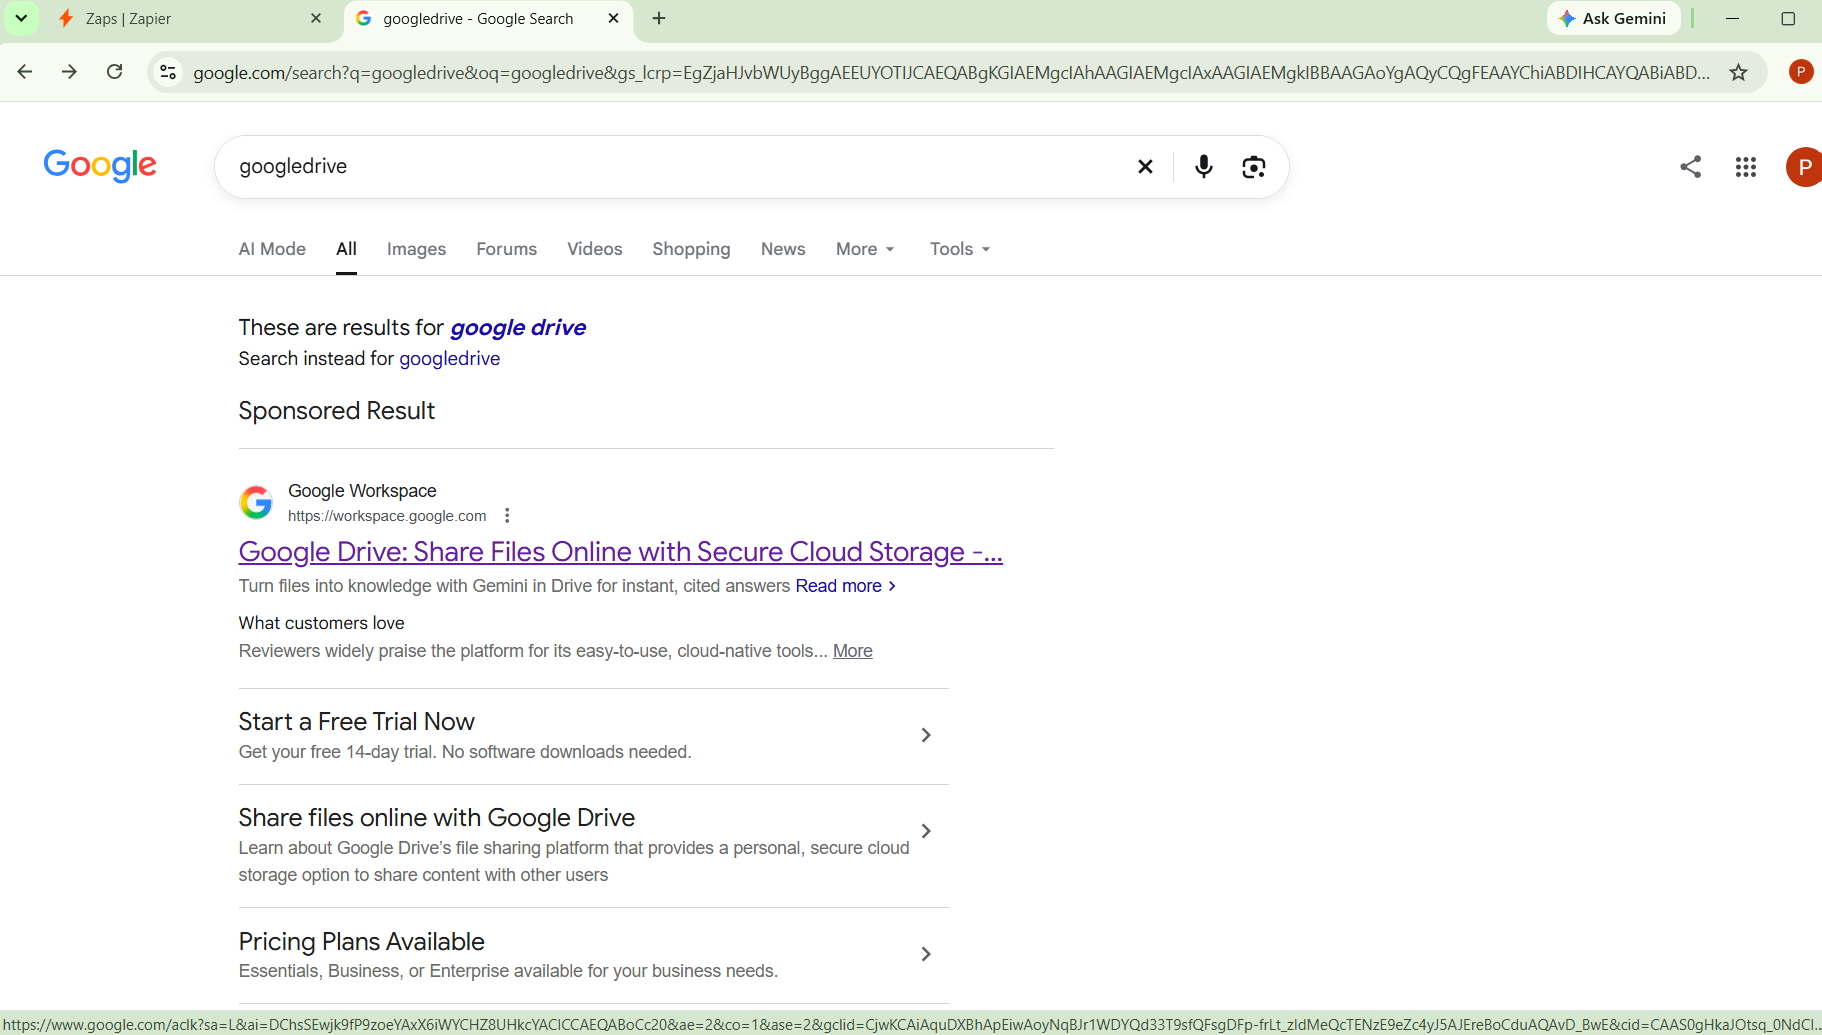 Zaps | Zapier
googledrive - Google Search
Ask Gemini
google.com/search?q=googledrive&oq=googledrive&gs_lcrp=EgZjaHJvbWUyBggAEEUYOTIJCAEQABgKGIAEMgcIAhAAGIAEMgcIAxAAGIAEMgkIBBAAGAoYgAQyCQgFEAAYChiABDIHCAYQABiABD...
P
Google
googledrive
P
AI Mode All Images Forums Videos Shopping News More Tools
These are results for google drive
Search instead for googledrive
Sponsored Result
Google Workspace
https://workspace.google.com
Google Drive: Share Files Online with Secure Cloud Storage -...
Turn files into knowledge with Gemini in Drive for instant, cited answers Read more
What customers love
Reviewers widely praise the platform for its easy-to-use, cloud-native tools... More
Start a Free Trial Now
Get your free 14-day trial. No software downloads needed.
Share files online with Google Drive
Learn about Google Drive’s file sharing platform that provides a personal, secure cloud
storage option to share content with other users
Pricing Plans Available
Essentials, Business, or Enterprise available for your business needs.
https://www.google.com/aclk?sa=L&ai=DChsSEwjk9fP9zoeYAxX6iWYCHZ8UHkcYACICCAEQABoCc20&ae=2&co=1&ase=2&gclid=CjwKCAiAquDXBhApEiwAoyNqBJr1WDYQd33T9sfQFsgDFp-frLt_zIdMeQcTENzE9eZc4yJ5AJEreBoCduAQAvD_BwE&cid=CAAS0gHkaJOtsq_0NdCl...